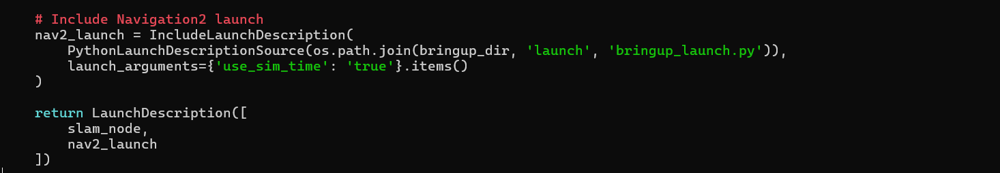 # Include Navigation2 launch
nav2_launch = IncludeLaunchDescription(
    PythonLaunchDescriptionSource(os.path.join(bringup_dir, 'launch', 'bringup_launch.py')),
    launch_arguments={'use_sim_time': 'true'}.items()
)

return LaunchDescription([
    slam_node,
    nav2_launch
])